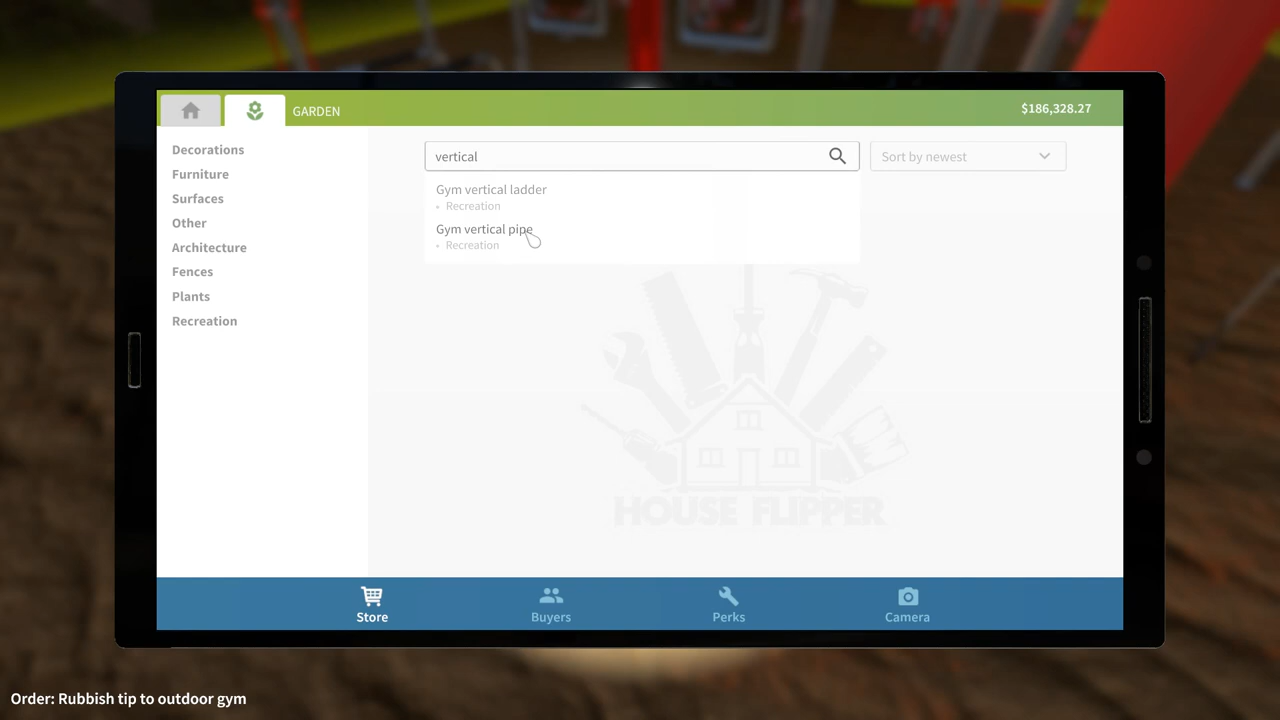 GARDEN
$186,328.27
Decorations
Furniture
Surfaces
Other
Architecture
Fences
Plants
Recreation
vertical
Sort by newest
Gym vertical ladder
• Recreation
Gym vertical pipe
• Recreation
HOUSE FLIPPER
Store
Buyers
Perks
Camera
Order: Rubbish tip to outdoor gym